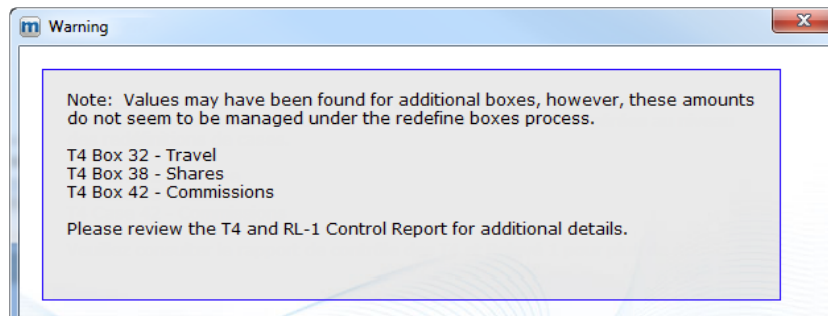 m Warning
Note: Values may have been found for additional boxes, however, these amounts
do not seem to be managed under the redefine boxes process.
T4 Box 32 - Travel
T4 Box 38 - Shares
T4 Box 42 - Commissions
Please review the T4 and RL-1 Control Report for additional details.